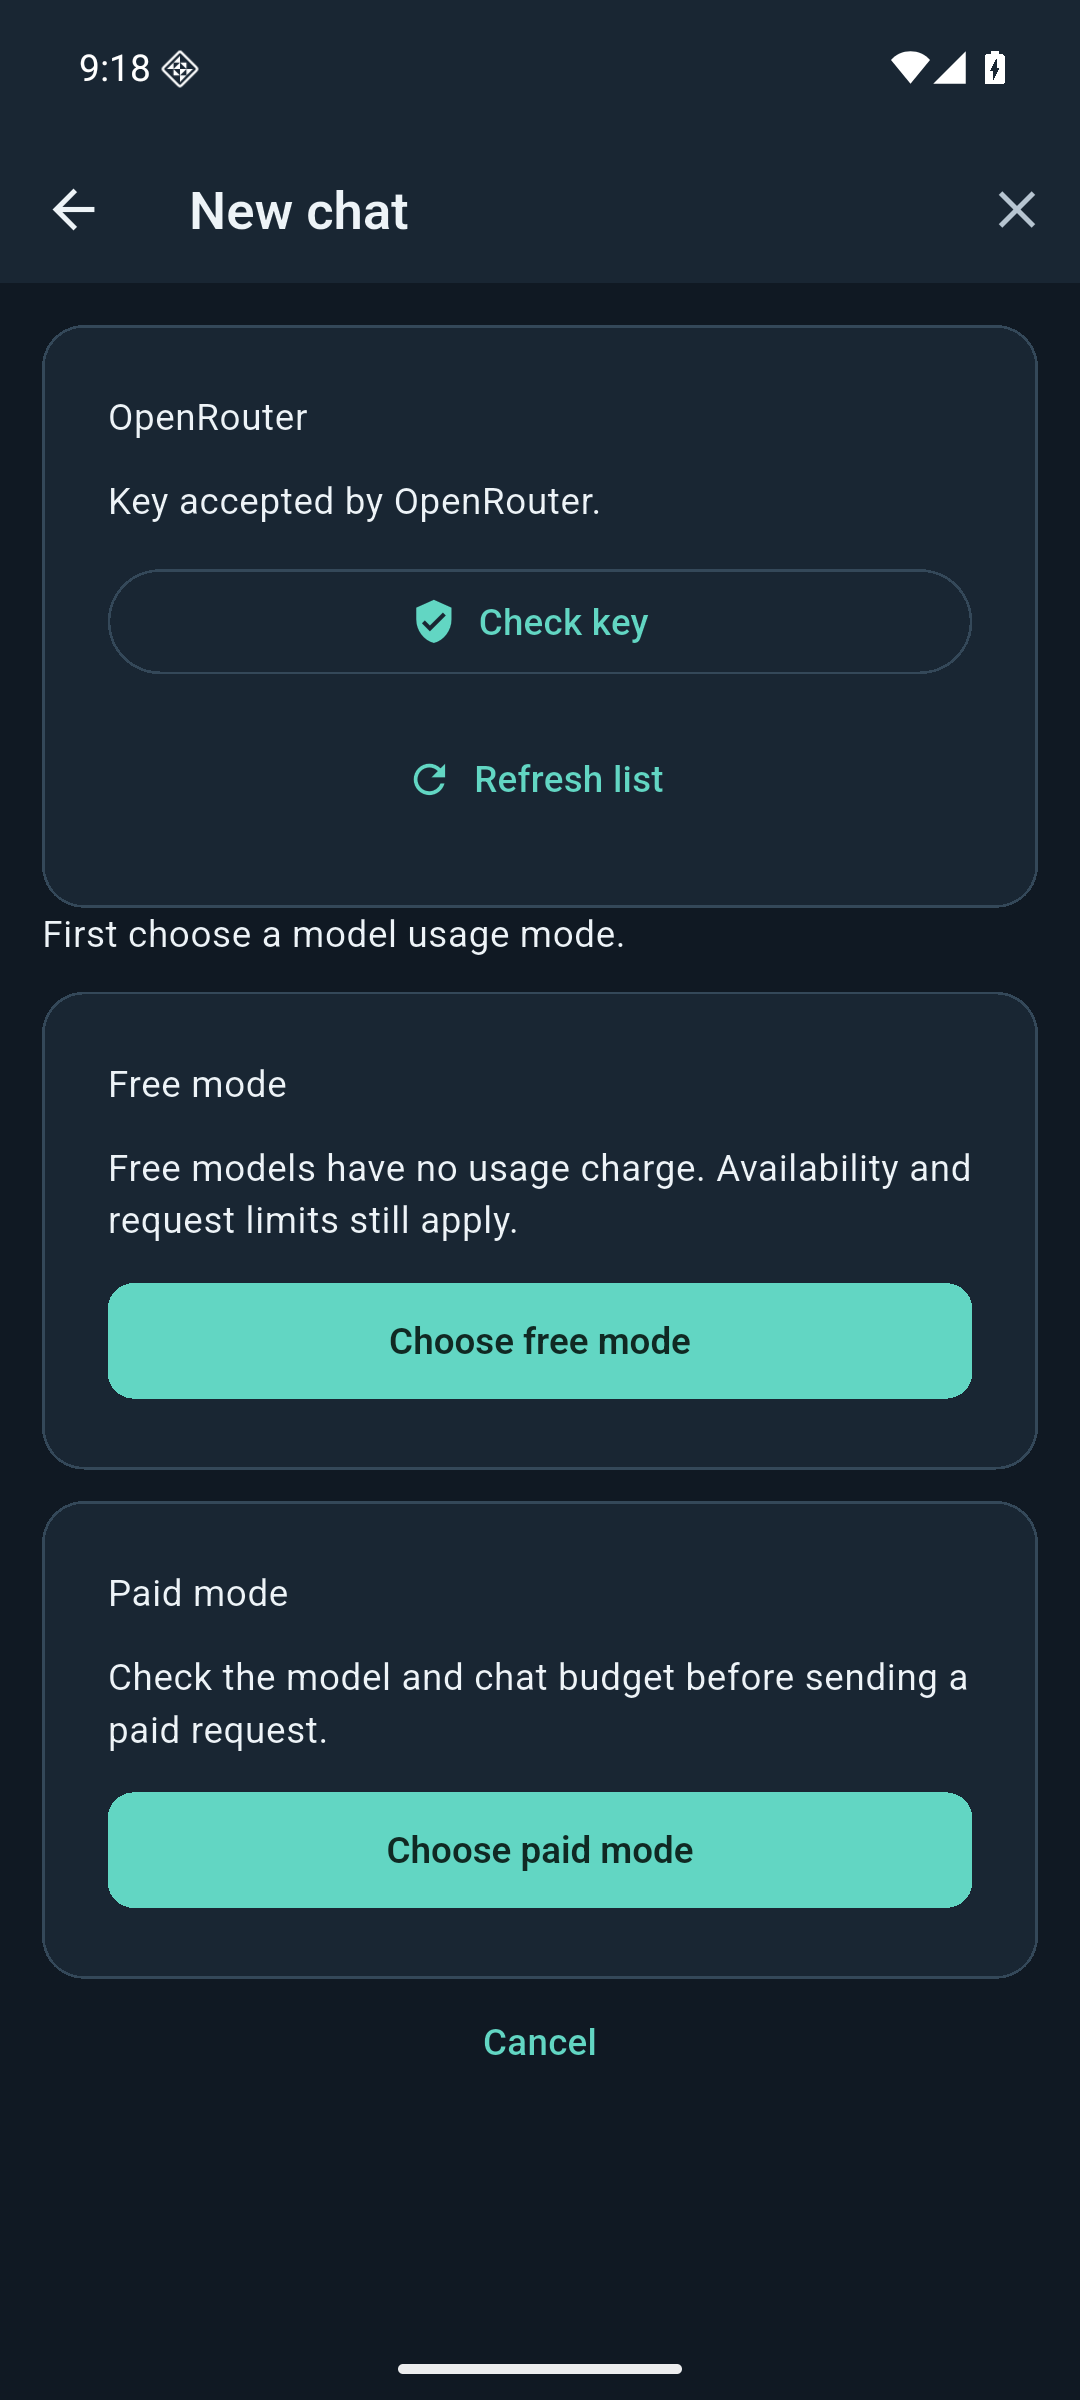 9:18
New chat
OpenRouter
Key accepted by OpenRouter.
Check key
Refresh list
First choose a model usage mode.
Free mode
Free models have no usage charge. Availability and
request limits still apply.
Choose free mode
Paid mode
Check the model and chat budget before sending a
paid request.
Choose paid mode
Cancel